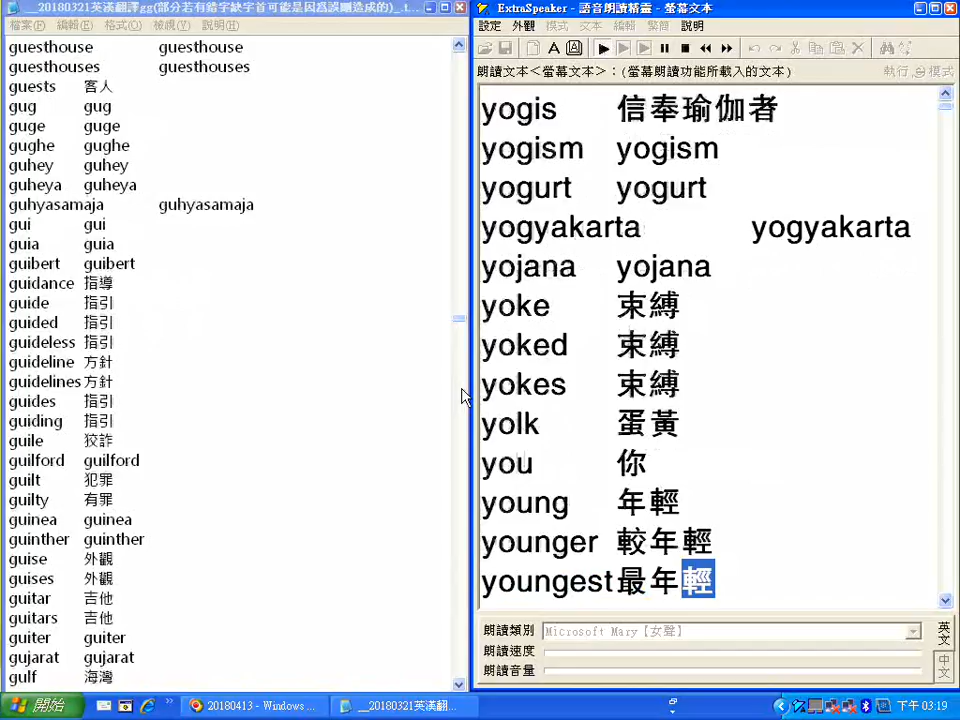 __20180321英漢翻譯gg(部分若有錯字缺字首可能是因為誤刪造成的)_.t...
檔案(F) 編輯(E) 格式(O) 檢視(V) 說明(H)
guesthouse guesthouse
guesthouses guesthouses
guests 客人
gug gug
guge guge
gughe gughe
guhey guhey
guheya guheya
guhyasamaja guhyasamaja
gui gui
guia guia
guibert guibert
guidance 指導
guide 指引
guided 指引
guideless 指引
guideline 方針
guidelines 方針
guides 指引
guiding 指引
guile 狡詐
guilford guilford
guilt 犯罪
guilty 有罪
guinea guinea
guinther guinther
guise 外觀
guises 外觀
guitar 吉他
guitars 吉他
guiter guiter
gujarat gujarat
gulf 海灣
ExtraSpeaker - 語音朗讀精靈 - 螢幕文本
設定 外觀 模式 文本 編輯 繁簡 說明
朗讀文本<螢幕文本>:(螢幕朗讀功能所載入的文本)
yogis 信奉瑜伽者
yogism yogism
yogurt yogurt
yogyakarta yogyakarta
yojana yojana
yoke 束縛
yoked 束縛
yokes 束縛
yolk 蛋黃
you 你
young 年輕
younger 較年輕
youngest 最年輕
朗讀類別 Microsoft Mary【女聲】
朗讀速度
朗讀音量
英文
中文
開始
20180413 - Windows ...
__20180321英漢翻...
下午 03:19